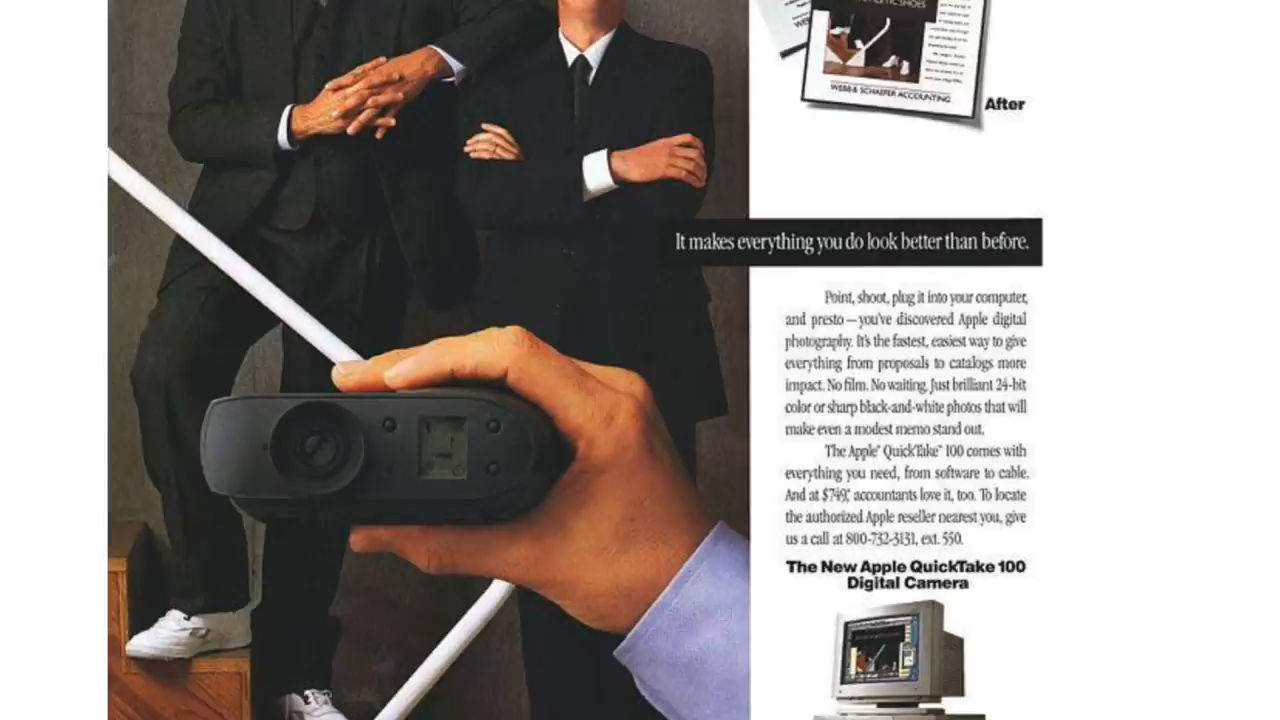 WEBB & SCHAEFER ACCOUNTING
After
It makes everything you do look better than before.
Point, shoot, plug it into your computer,
and presto — you've discovered Apple digital
photography. It's the fastest, easiest way to give
everything from proposals to catalogs more
impact. No film. No waiting. Just brilliant 24-bit
color or sharp black-and-white photos that will
make even a modest memo stand out.
The Apple® QuickTake™ 100 comes with
everything you need, from software to cable.
And at $749,* accountants love it, too. To locate
the authorized Apple reseller nearest you, give
us a call at 800-732-3131, ext. 550.
The New Apple QuickTake 100
Digital Camera